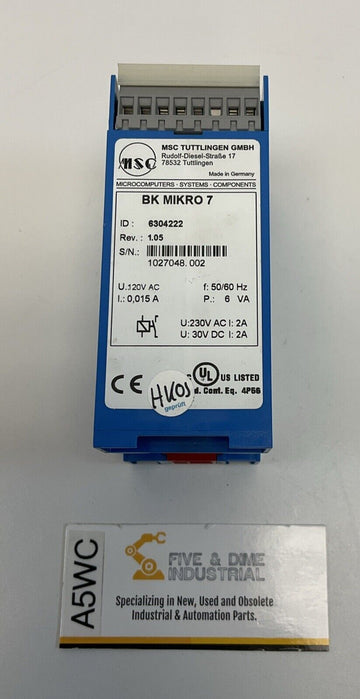 MSC TUTTLINGEN GMBH
Rudolf-Diesel-Straße 17
78532 Tuttlingen
MSC
Made in Germany
MICROCOMPUTERS · SYSTEMS · COMPONENTS
BK MIKRO 7
ID : 6304222
Rev. : 1.05
S/N.:
1027048. 002
U.:120V AC f: 50/60 Hz
I.: 0,015 A P.: 6 VA
U:230V AC I: 2A
U: 30V DC I: 2A
CE
UL US LISTED
d. Cont. Eq. 4P56
HK05
geprüft
A5WC
FIVE & DIME
INDUSTRIAL
Specializing in New, Used and Obsolete
Industrial & Automation Parts.